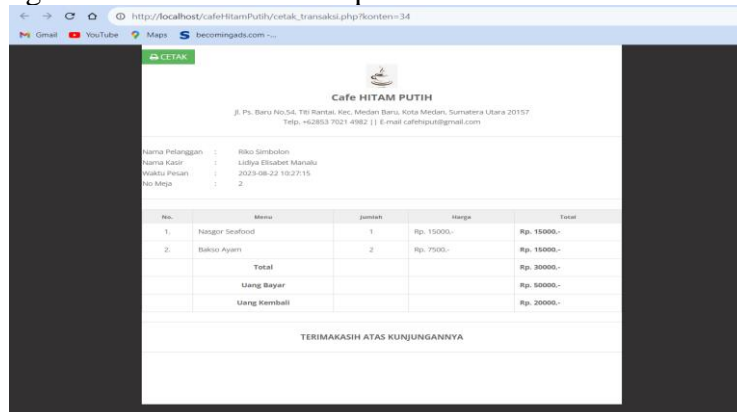 http://localhost/cafeHitamPutih/cetak_transaksi.php?konten=34
Gmail YouTube Maps becomingads.com -...
CETAK
Cafe HITAM PUTIH
Jl. Ps. Baru No.54, Titi Rantai, Kec. Medan Baru, Kota Medan, Sumatera Utara 20157
Telp. +62853 7021 4982 || E-mail cafehiput@gmail.com
Nama Pelanggan : Riko Simbolon
Nama Kasir : Lidiya Elisabet Manalu
Waktu Pesan : 2023-08-22 10:27:15
No Meja : 2
No. Menu Jumlah Harga Total
1. Nasgor Seafood 1 Rp. 15000,- Rp. 15000,-
2. Bakso Ayam 2 Rp. 7500,- Rp. 15000,-
Total Rp. 30000,-
Uang Bayar Rp. 50000,-
Uang Kembali Rp. 20000,-
TERIMAKASIH ATAS KUNJUNGANNYA